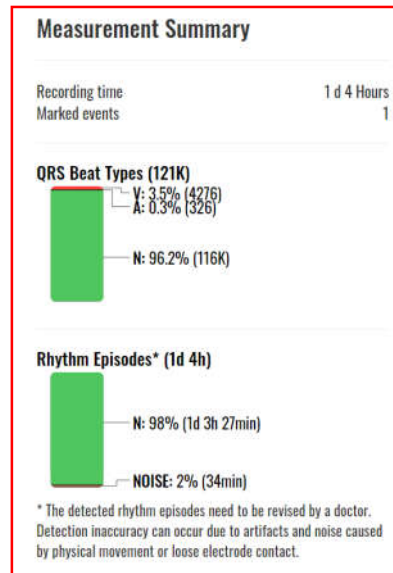 Measurement Summary
Recording time 1 d 4 Hours
Marked events 1
QRS Beat Types (121K)
V: 3.5% (4276)
A: 0.3% (326)
N: 96.2% (116K)
Rhythm Episodes* (1d 4h)
N: 98% (1d 3h 27min)
NOISE: 2% (34min)
* The detected rhythm episodes need to be revised by a doctor.
Detection inaccuracy can occur due to artifacts and noise caused
by physical movement or loose electrode contact.